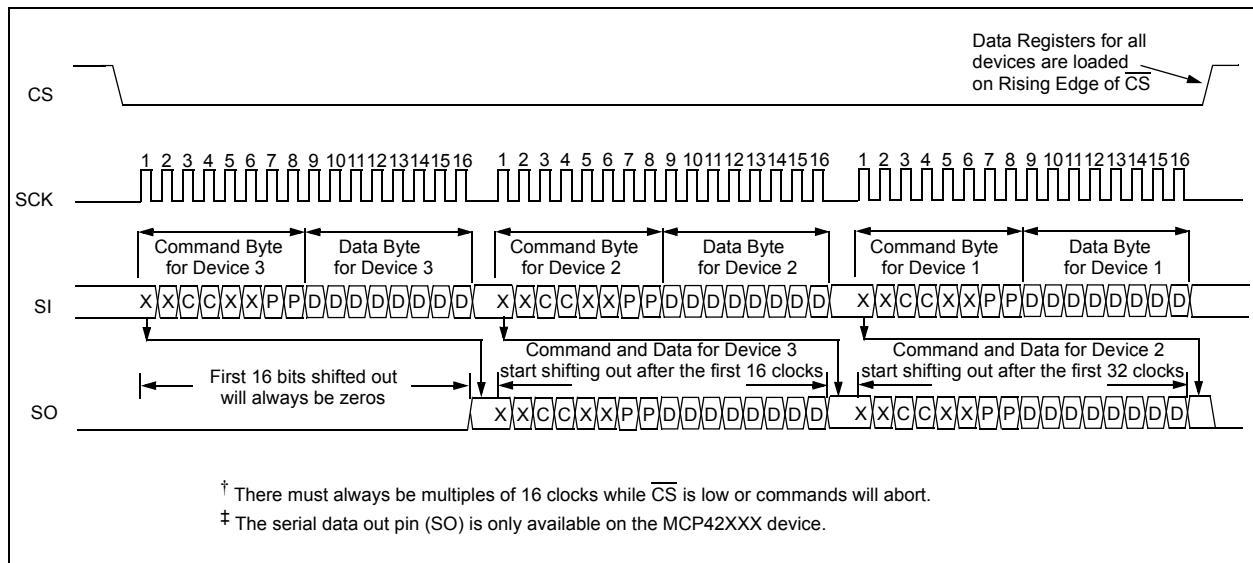 Data Registers for all
devices are loaded
on Rising Edge of CS
CS
1 2 3 4 5 6 7 8 9 10 11 12 13 14 15 16 1 2 3 4 5 6 7 8 9 10 11 12 13 14 15 16 1 2 3 4 5 6 7 8 9 10 11 12 13 14 15 16
SCK
Command Byte
for Device 3
Data Byte
for Device 3
Command Byte
for Device 2
Data Byte
for Device 2
Command Byte
for Device 1
Data Byte
for Device 1
SI
X X C C X X P P D D D D D D D D X X C C X X P P D D D D D D D D X X C C X X P P D D D D D D D D
First 16 bits shifted out
will always be zeros
Command and Data for Device 3
start shifting out after the first 16 clocks
Command and Data for Device 2
start shifting out after the first 32 clocks
SO
X X C C X X P P D D D D D D D D X X C C X X P P D D D D D D D D
† There must always be multiples of 16 clocks while CS is low or commands will abort.
‡ The serial data out pin (SO) is only available on the MCP42XXX device.